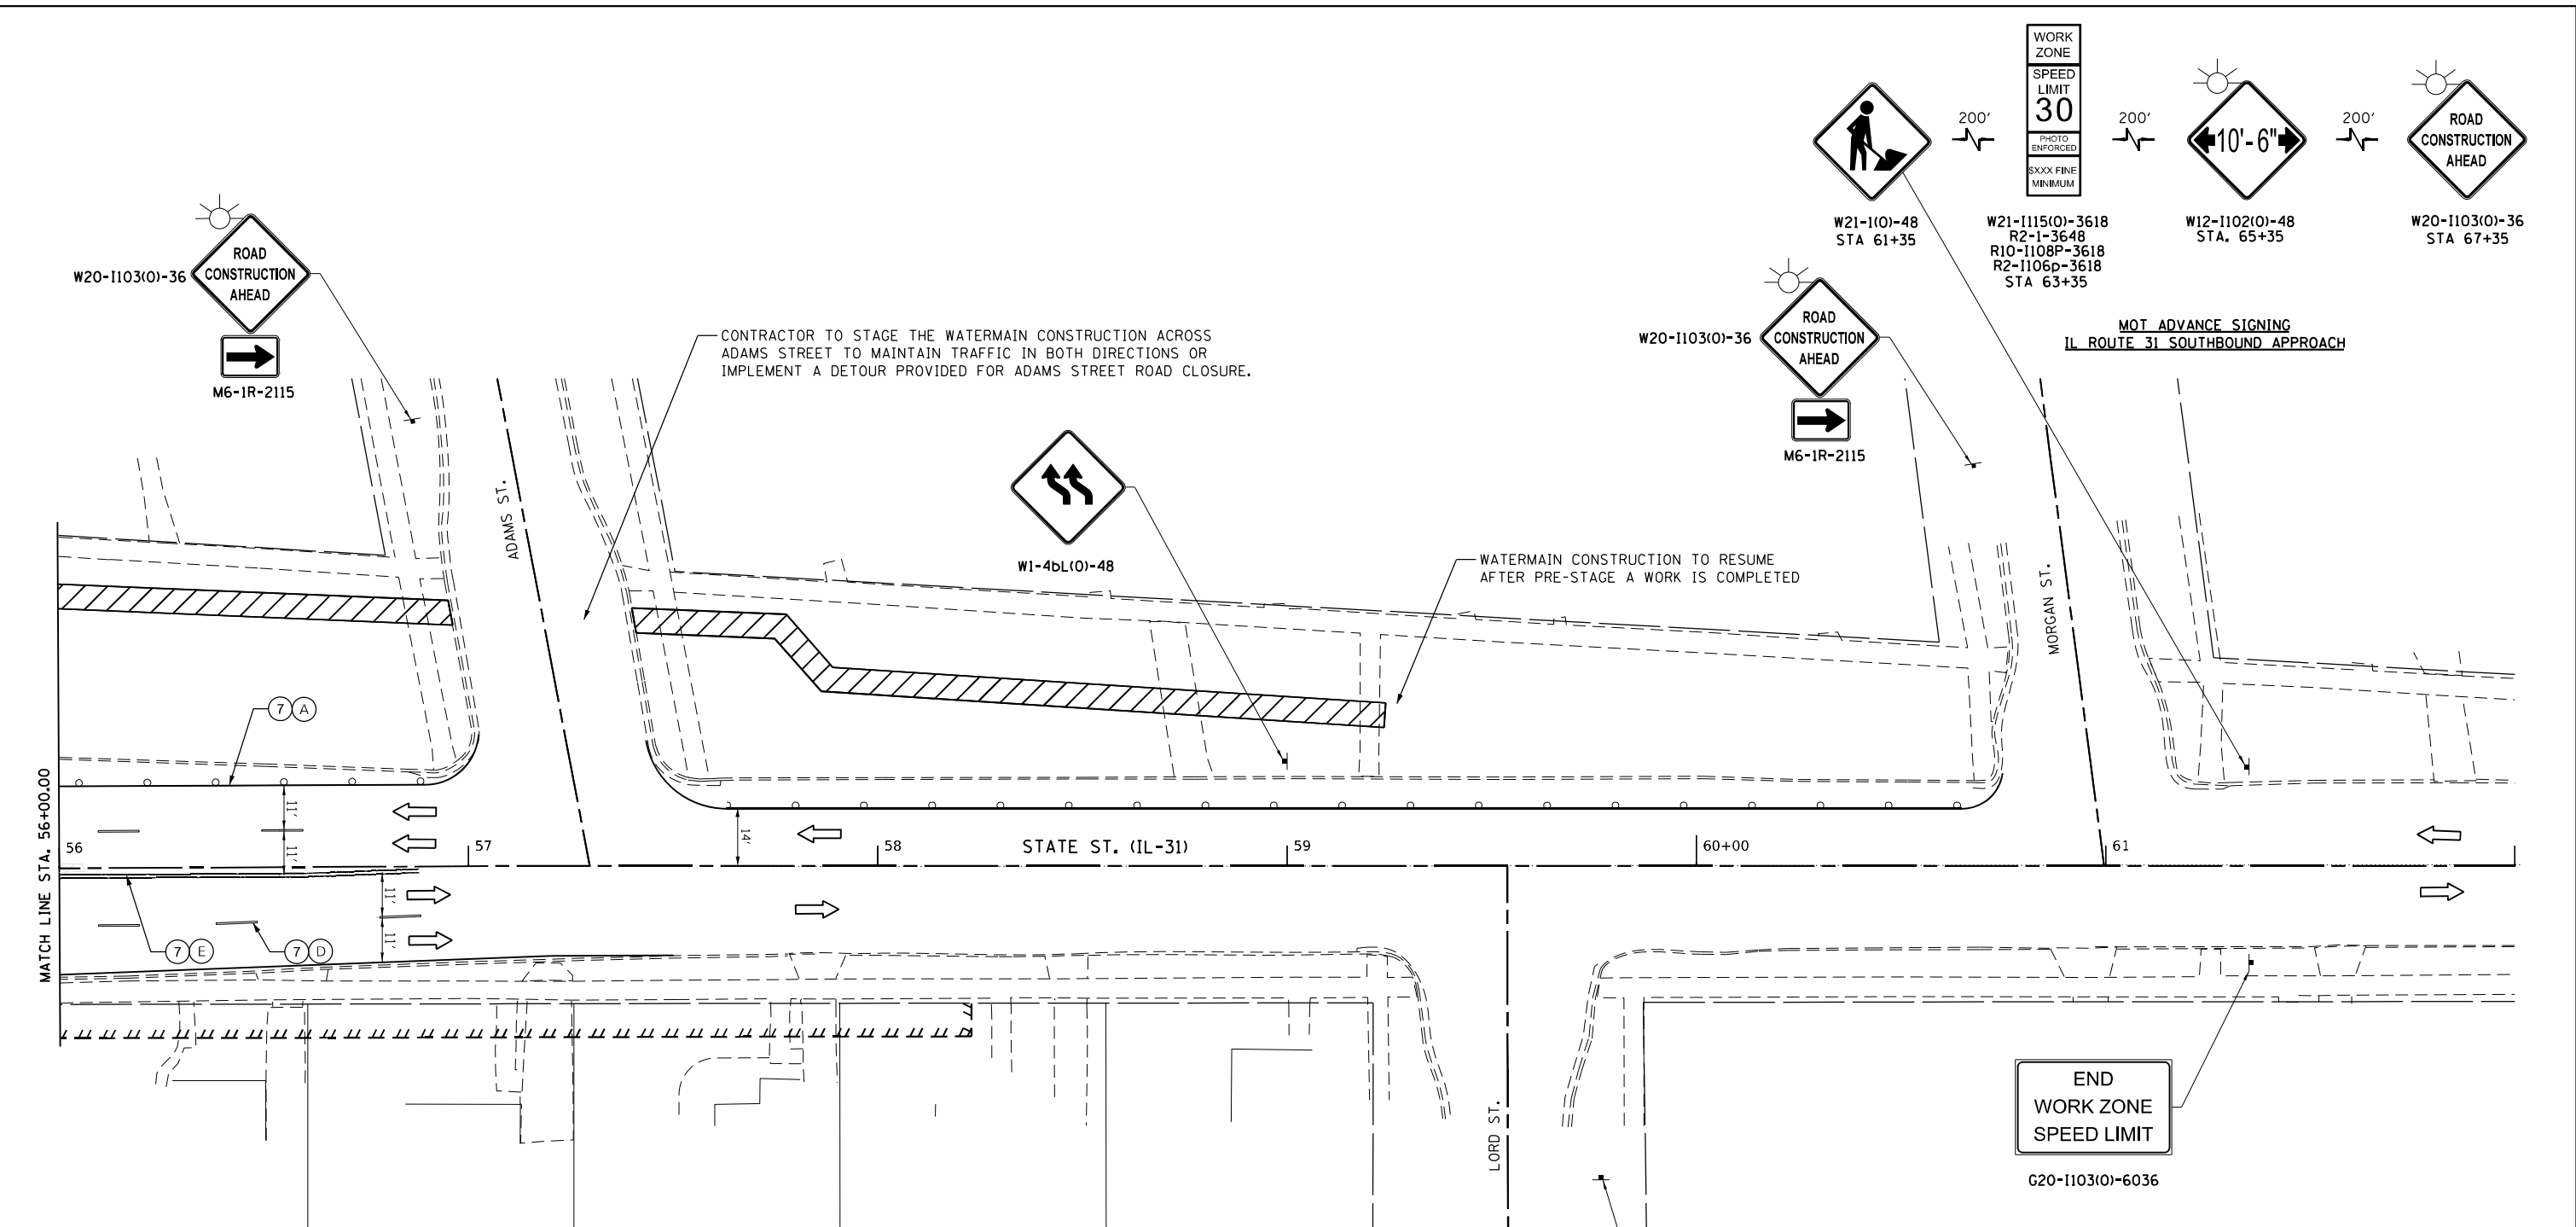 WORK
ZONE
SPEED
LIMIT
30
PHOTO
ENFORCED
$XXX FINE
MINIMUM
200'
200'
10'-6"
200'
ROAD
CONSTRUCTION
AHEAD
W21-1(O)-48
STA 61+35
W21-I115(O)-3618
R2-1-3648
R10-I108P-3618
R2-I106p-3618
STA 63+35
W12-I102(O)-48
STA. 65+35
W20-I103(O)-36
STA 67+35
MOT ADVANCE SIGNING
IL ROUTE 31 SOUTHBOUND APPROACH
W20-I103(O)-36
ROAD
CONSTRUCTION
AHEAD
M6-1R-2115
CONTRACTOR TO STAGE THE WATERMAIN CONSTRUCTION ACROSS
ADAMS STREET TO MAINTAIN TRAFFIC IN BOTH DIRECTIONS OR
IMPLEMENT A DETOUR PROVIDED FOR ADAMS STREET ROAD CLOSURE.
W20-I103(O)-36
ROAD
CONSTRUCTION
AHEAD
M6-1R-2115
W1-4bL(O)-48
WATERMAIN CONSTRUCTION TO RESUME
AFTER PRE-STAGE A WORK IS COMPLETED
ADAMS ST.
MORGAN ST.
7 A
11'
11'
14'
MATCH LINE STA. 56+00.00
56
57
58
STATE ST. (IL-31)
59
60+00
61
11'
11'
7 E
7 D
LORD ST.
END
WORK ZONE
SPEED LIMIT
G20-I103(O)-6036